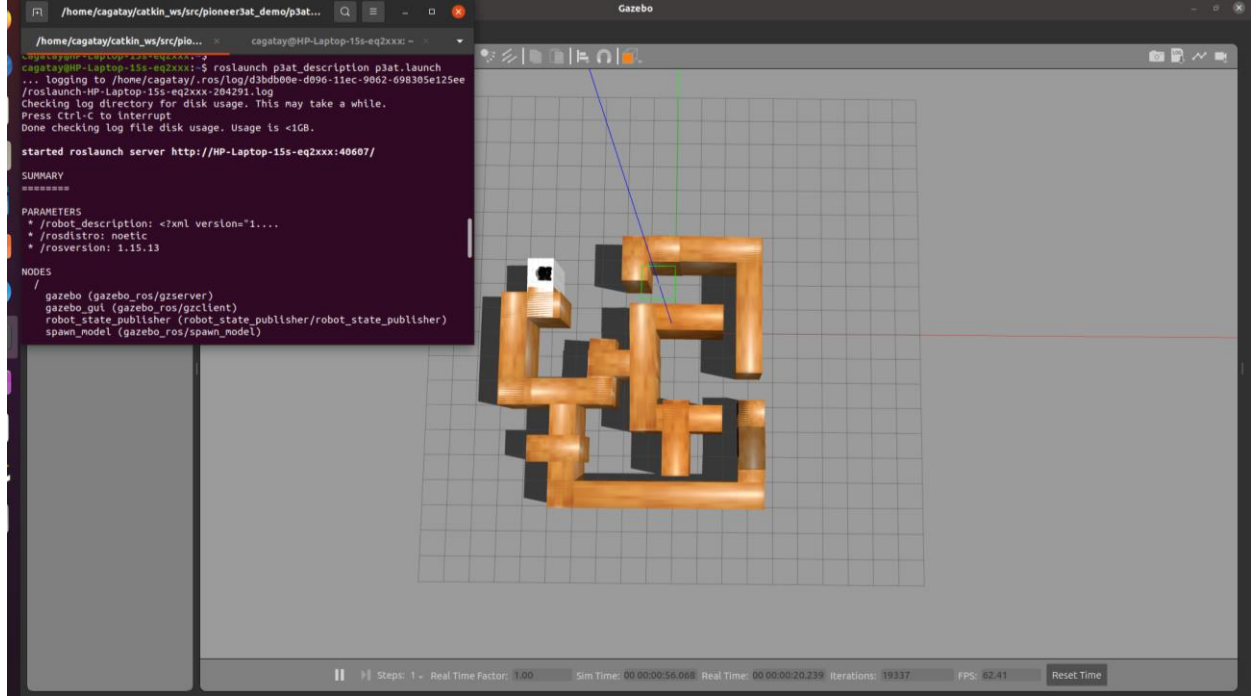 /home/cagatay/catkin_ws/src/pioneer3at_demo/p3at...
Gazebo
/home/cagatay/catkin_ws/src/pio...
cagatay@HP-Laptop-15s-eq2xxx: ~
cagatay@HP-Laptop-15s-eq2xxx:~$
cagatay@HP-Laptop-15s-eq2xxx:~$ roslaunch p3at_description p3at.launch
... logging to /home/cagatay/.ros/log/d3bdb00e-d096-11ec-9062-698305e125ee
/roslaunch-HP-Laptop-15s-eq2xxx-204291.log
Checking log directory for disk usage. This may take a while.
Press Ctrl-C to interrupt
Done checking log file disk usage. Usage is <1GB.
started roslaunch server http://HP-Laptop-15s-eq2xxx:40607/
SUMMARY
========
PARAMETERS
* /robot_description: <?xml version="1....
* /rosdistro: noetic
* /rosversion: 1.15.13
NODES
/
gazebo (gazebo_ros/gzserver)
gazebo_gui (gazebo_ros/gzclient)
robot_state_publisher (robot_state_publisher/robot_state_publisher)
spawn_model (gazebo_ros/spawn_model)
Steps: 1 Real Time Factor: 1.00 Sim Time: 00 00:00:56.068 Real Time: 00 00:00:20.239 Iterations: 19337 FPS: 62.41 Reset Time